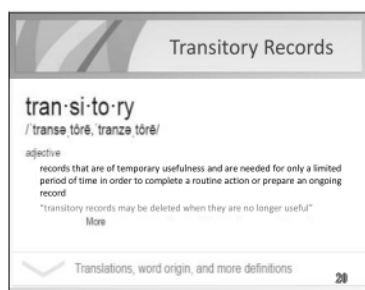 Transitory Records
tran·si·to·ry
/ˈtransəˌtôrē,ˈtranzəˌtôrē/
adjective
records that are of temporary usefulness and are needed for only a limited
period of time in order to complete a routine action or prepare an ongoing
record
"transitory records may be deleted when they are no longer useful"
More
Translations, word origin, and more definitions
20